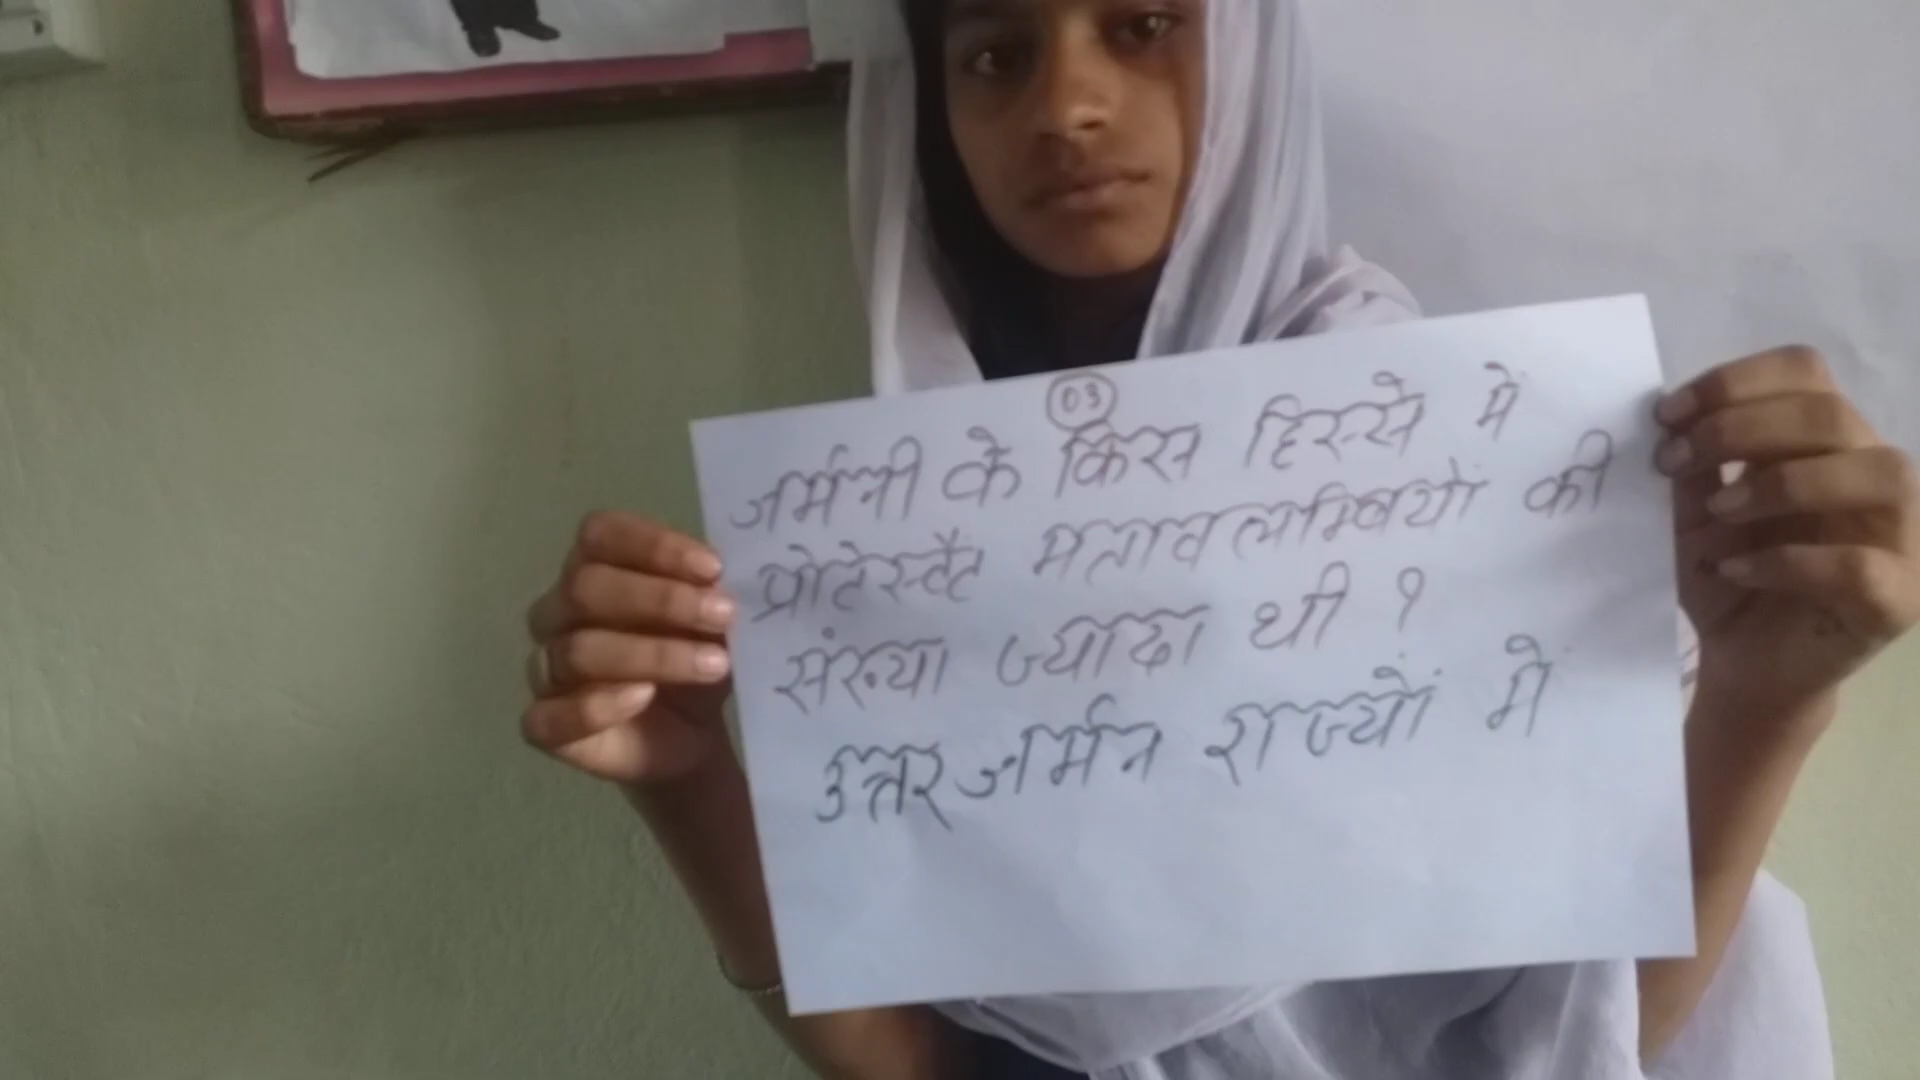 03
जर्मनी के किस हिस्से में
प्रोटेस्टैंट मतावलम्बियों की
संख्या ज्यादा थी ?
उत्तर जर्मन राज्यों में